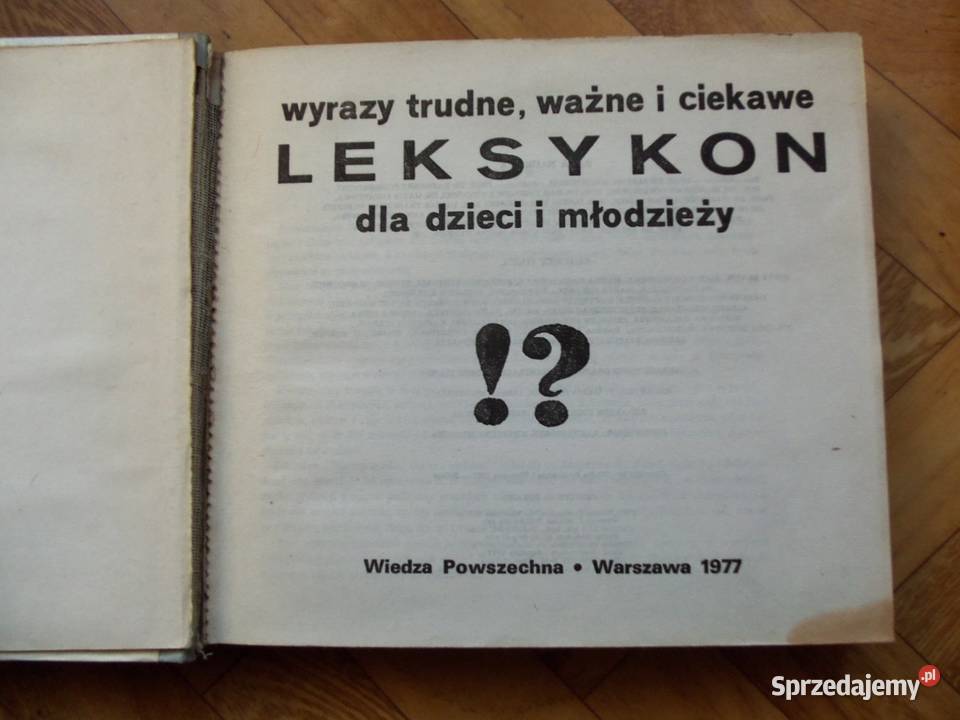 wyrazy trudne, ważne i ciekawe
LEKSYKON
dla dzieci i młodzieży
!?
Wiedza Powszechna • Warszawa 1977
Sprzedajemy.pl